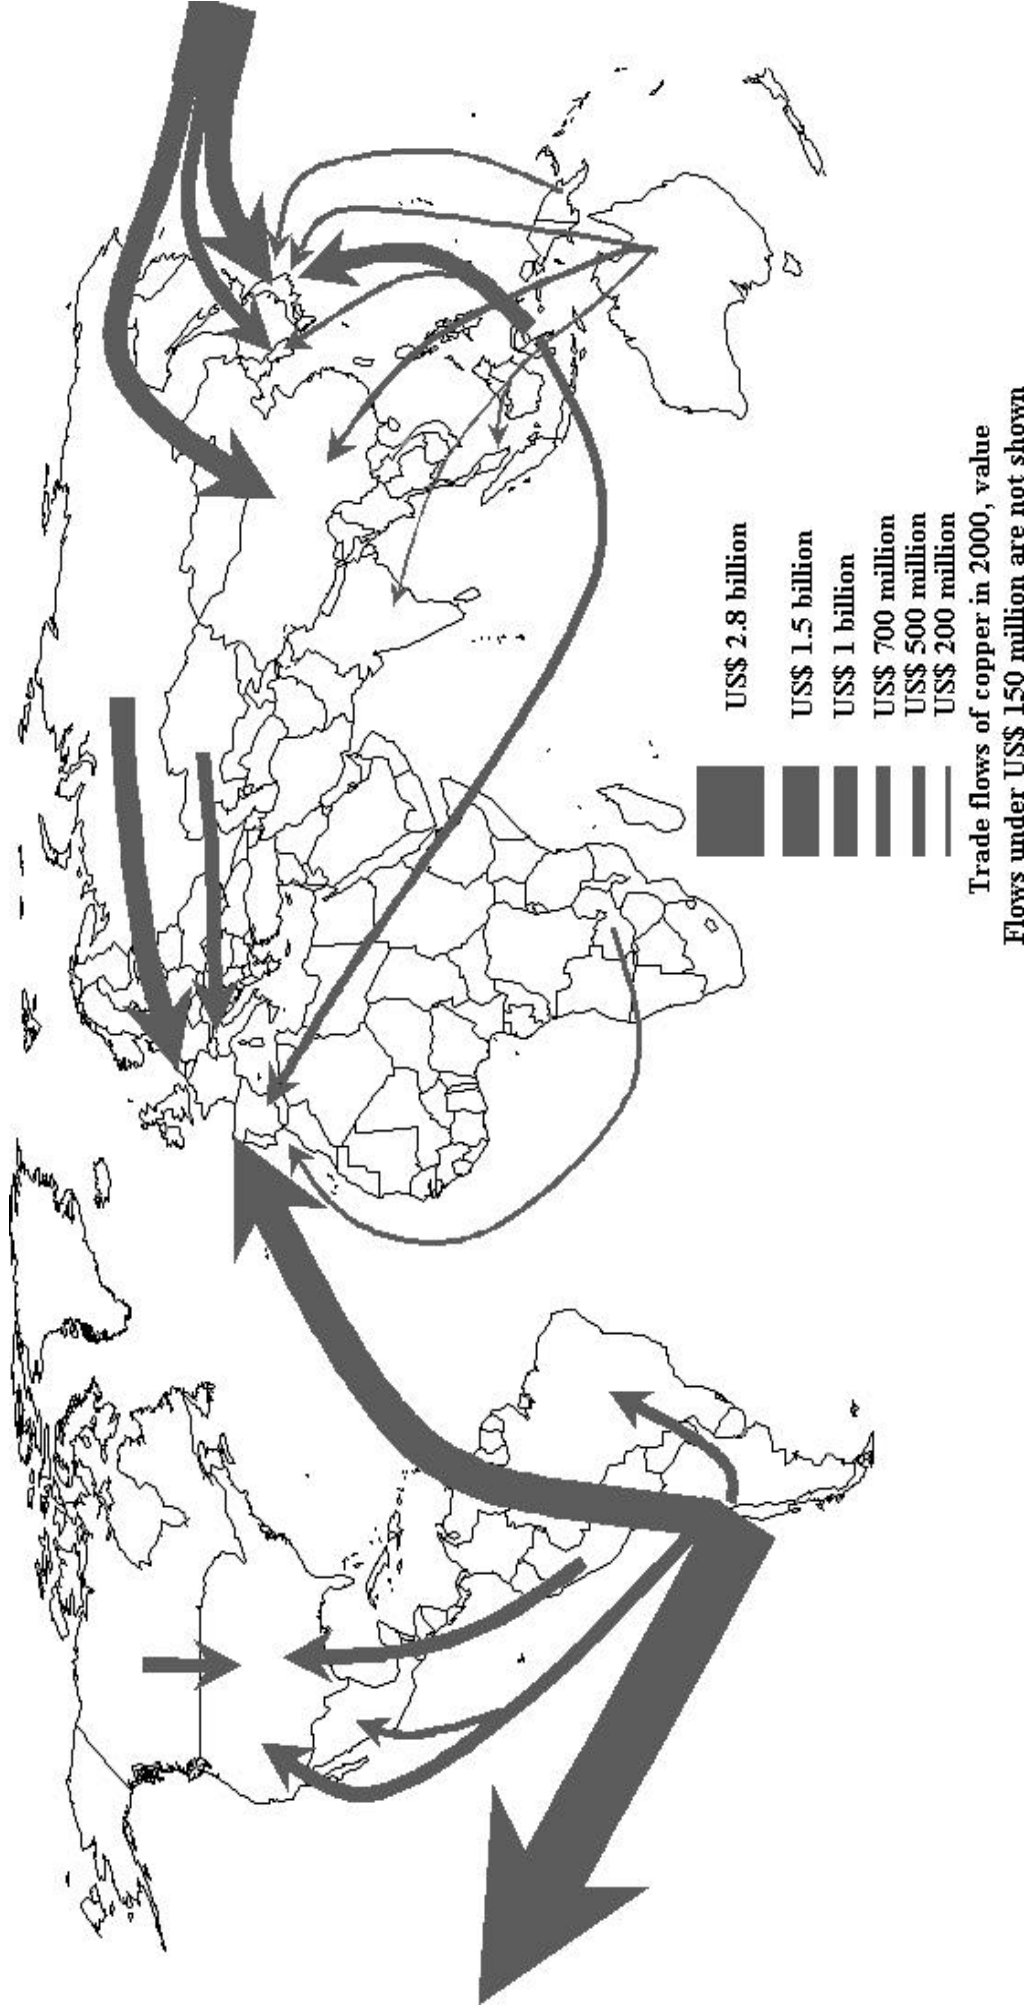 US$ 2.8 billion
US$ 1.5 billion
US$ 1 billion
US$ 700 million
US$ 500 million
US$ 200 million
Trade flows of copper in 2000, value
Flows under US$ 150 million are not shown